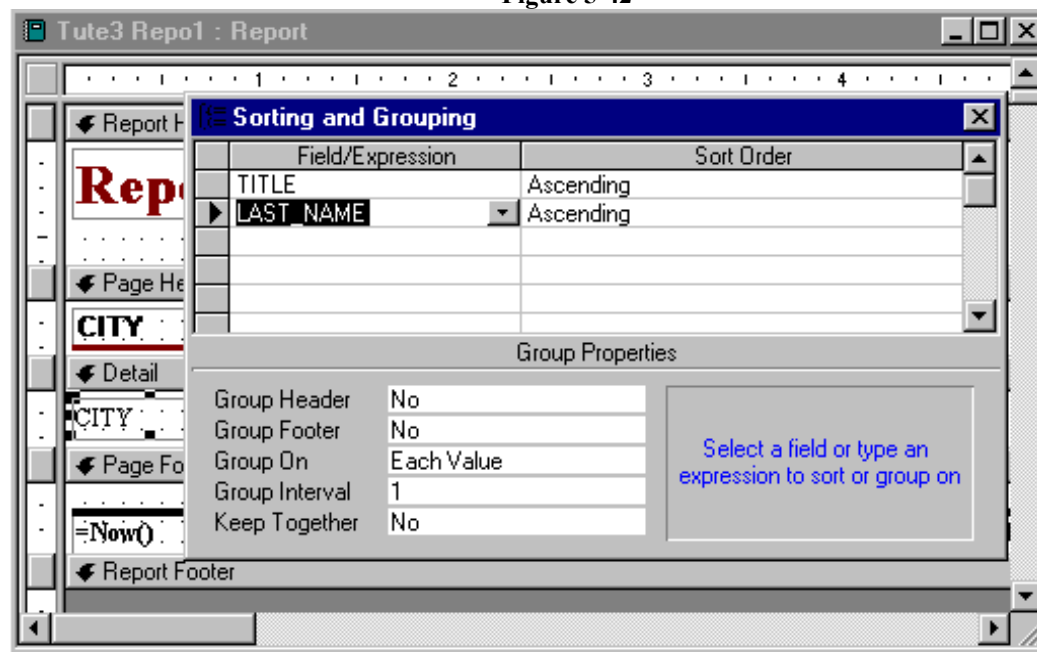 Tute3 Repo1 : Report
1 2 3 4
Report H
Sorting and Grouping
Field/Expression Sort Order
Rep
TITLE Ascending
LAST_NAME Ascending
Page He
CITY
Group Properties
Detail
Group Header No
CITY
Group Footer No
Select a field or type an
expression to sort or group on
Page Fo
Group On Each Value
Group Interval 1
Keep Together No
=Now()
Report Footer